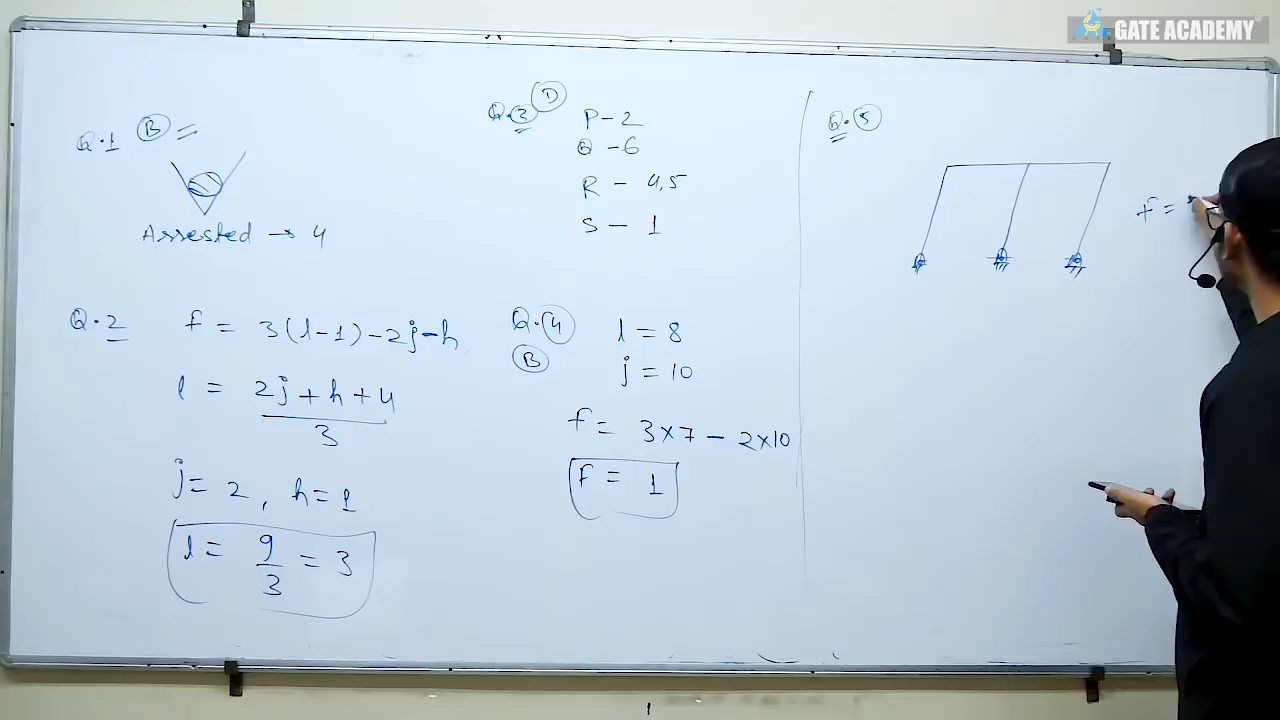 GATE ACADEMY
Q.1 B
Arrested → 4
Q.2 f = 3(l-1)-2j-h
l = 2j+h+4
3
j = 2, h = 1
l = 9/3 = 3
Q.3 D
P-2
Q-6
R - 4,5
S - 1
Q.4
B
l = 8
j = 10
f = 3×7 - 2×10
f = 1
Q.5
f =